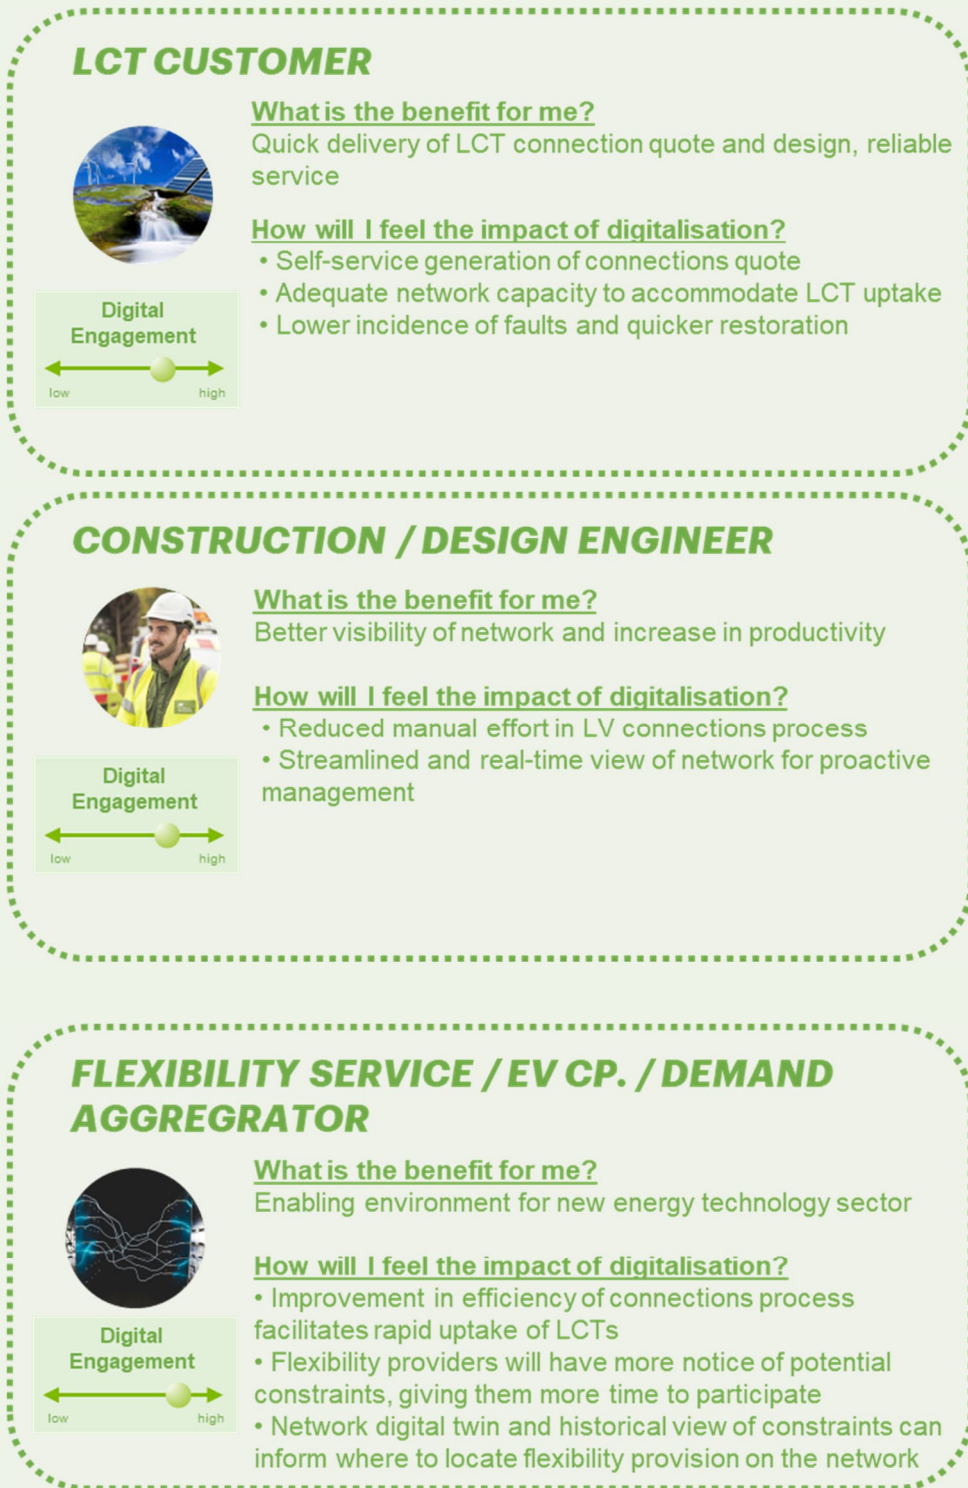 LCT CUSTOMER
What is the benefit for me?
Quick delivery of LCT connection quote and design, reliable
service
How will I feel the impact of digitalisation?
• Self-service generation of connections quote
• Adequate network capacity to accommodate LCT uptake
• Lower incidence of faults and quicker restoration
Digital
Engagement
low high
CONSTRUCTION / DESIGN ENGINEER
What is the benefit for me?
Better visibility of network and increase in productivity
How will I feel the impact of digitalisation?
• Reduced manual effort in LV connections process
• Streamlined and real-time view of network for proactive
management
Digital
Engagement
low high
FLEXIBILITY SERVICE / EV CP. / DEMAND
AGGREGRATOR
What is the benefit for me?
Enabling environment for new energy technology sector
How will I feel the impact of digitalisation?
• Improvement in efficiency of connections process
facilitates rapid uptake of LCTs
• Flexibility providers will have more notice of potential
constraints, giving them more time to participate
• Network digital twin and historical view of constraints can
inform where to locate flexibility provision on the network
Digital
Engagement
low high